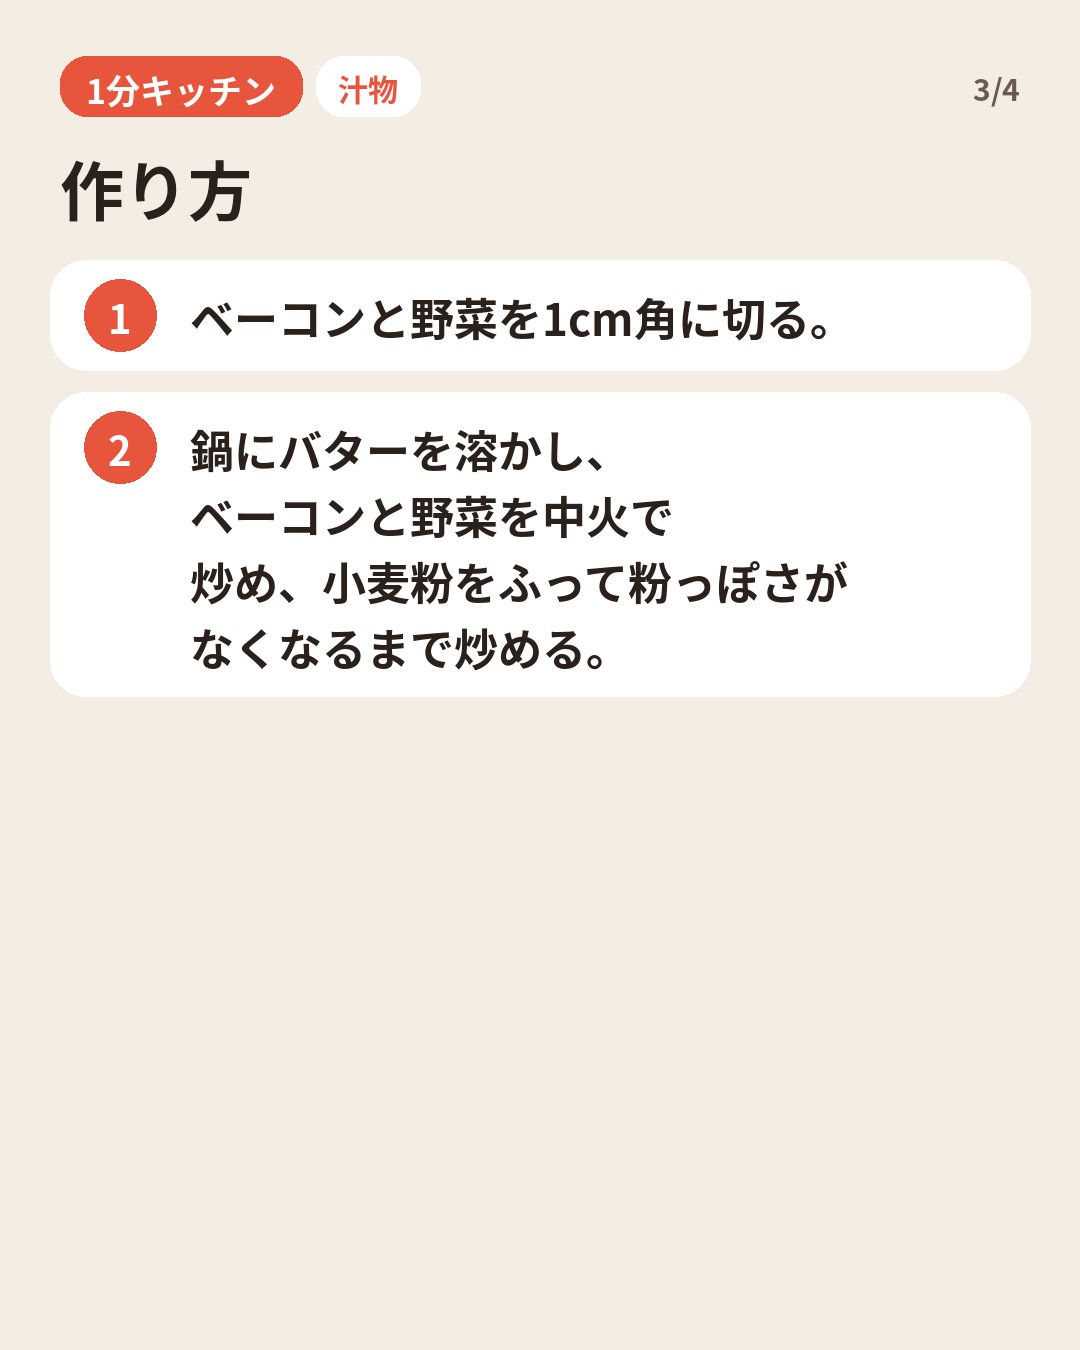 1分キッチン 汁物 3/4
作り方
1 ベーコンと野菜を1cm角に切る。
2 鍋にバターを溶かし、
ベーコンと野菜を中火で
炒め、小麦粉をふって粉っぽさが
なくなるまで炒める。